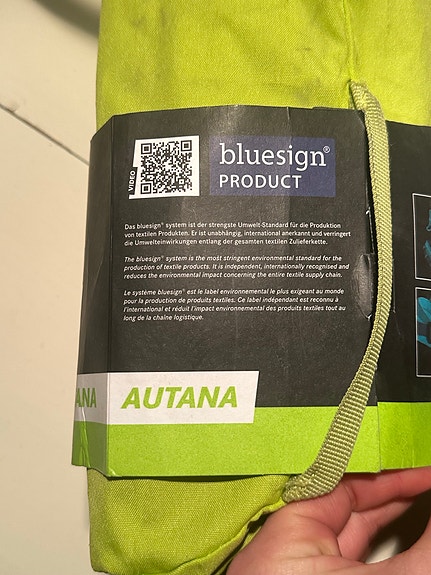 VIDEO
bluesign®
PRODUCT
Das bluesign® system ist der strengste Umwelt-Standard für die Produktion
von textilen Produkten. Er ist unabhängig, international anerkannt und verringert
die Umwelteinwirkungen entlang der gesamten textilen Zulieferkette.
The bluesign® system is the most stringent environmental standard for the
production of textile products. It is independent, internationally recognised and
reduces the environmental impact concerning the entire textile supply chain.
Le système bluesign® est le label environnemental le plus exigeant au monde
pour la production de produits textiles. Ce label indépendant est reconnu à
l'international et réduit l'impact environnemental des produits textiles tout au
long de la chaîne logistique.
ANA
AUTANA